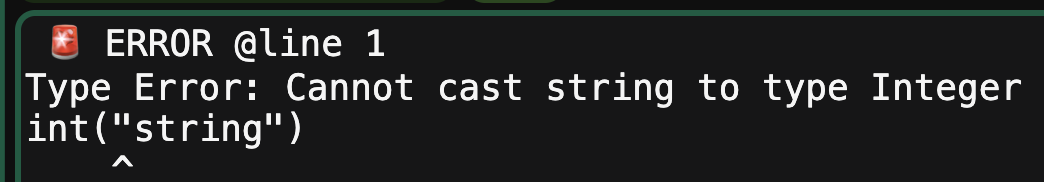 🚨 ERROR @line 1
Type Error: Cannot cast string to type Integer
int("string")
    ^